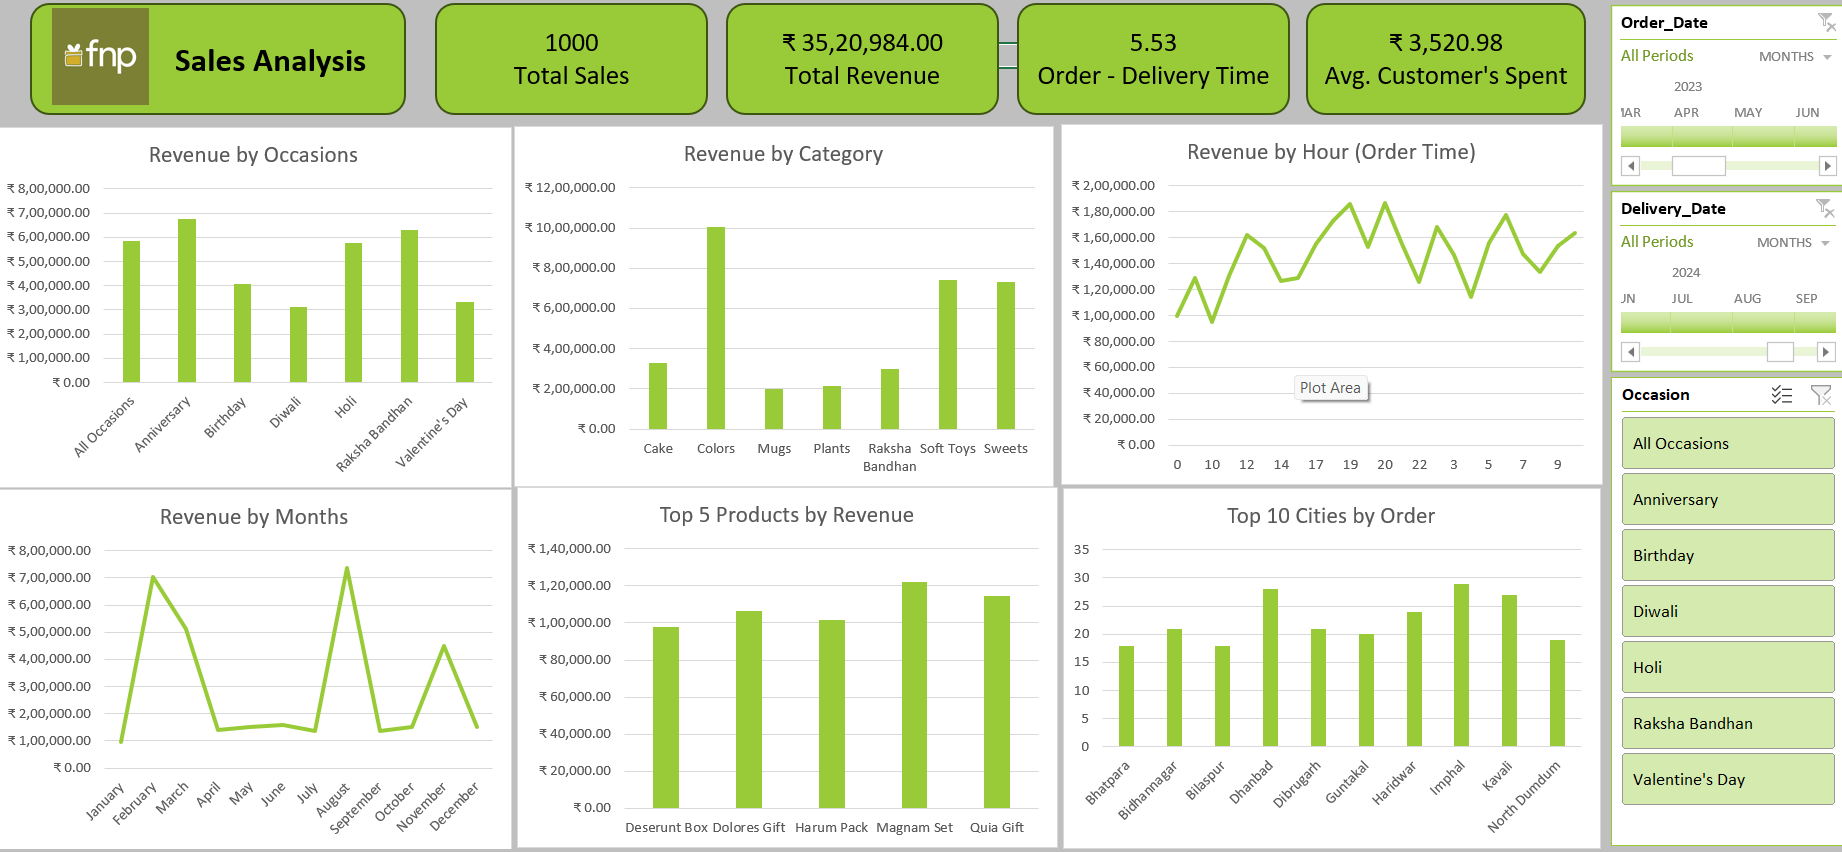 fnp
Sales Analysis
1000
Total Sales
₹ 35,20,984.00
Total Revenue
5.53
Order - Delivery Time
₹ 3,520.98
Avg. Customer's Spent
Order_Date
All Periods MONTHS
2023
APR MAY JUN
Delivery_Date
All Periods MONTHS
2024
JUL AUG SEP
Occasion
All Occasions
Anniversary
Birthday
Diwali
Holi
Raksha Bandhan
Valentine's Day
Revenue by Occasions
₹ 8,00,000.00
₹ 7,00,000.00
₹ 6,00,000.00
₹ 5,00,000.00
₹ 4,00,000.00
₹ 3,00,000.00
₹ 2,00,000.00
₹ 1,00,000.00
₹ 0.00
All Occasions
Anniversary
Birthday
Diwali
Holi
Raksha Bandhan
Valentine's Day
Revenue by Category
₹ 12,00,000.00
₹ 10,00,000.00
₹ 8,00,000.00
₹ 6,00,000.00
₹ 4,00,000.00
₹ 2,00,000.00
₹ 0.00
Cake Colors Mugs Plants Raksha Soft Toys Sweets
Bandhan
Revenue by Hour (Order Time)
₹ 2,00,000.00
₹ 1,80,000.00
₹ 1,60,000.00
₹ 1,40,000.00
₹ 1,20,000.00
₹ 1,00,000.00
₹ 80,000.00
₹ 60,000.00
₹ 40,000.00
₹ 20,000.00
₹ 0.00
Plot Area
0 10 12 14 17 19 20 22 3 5 7 9
Revenue by Months
₹ 8,00,000.00
₹ 7,00,000.00
₹ 6,00,000.00
₹ 5,00,000.00
₹ 4,00,000.00
₹ 3,00,000.00
₹ 2,00,000.00
₹ 1,00,000.00
₹ 0.00
January
February
March
April
May
June
July
August
September
October
November
December
Top 5 Products by Revenue
₹ 1,40,000.00
₹ 1,20,000.00
₹ 1,00,000.00
₹ 80,000.00
₹ 60,000.00
₹ 40,000.00
₹ 20,000.00
₹ 0.00
Deserunt Box Dolores Gift Harum Pack Magnam Set Quia Gift
Top 10 Cities by Order
35
30
25
20
15
10
5
0
Bhatpara
Bidhannagar
Bilaspur
Dhanbad
Dibrugarh
Guntakal
Haridwar
Imphal
Kavali
North Dumdum